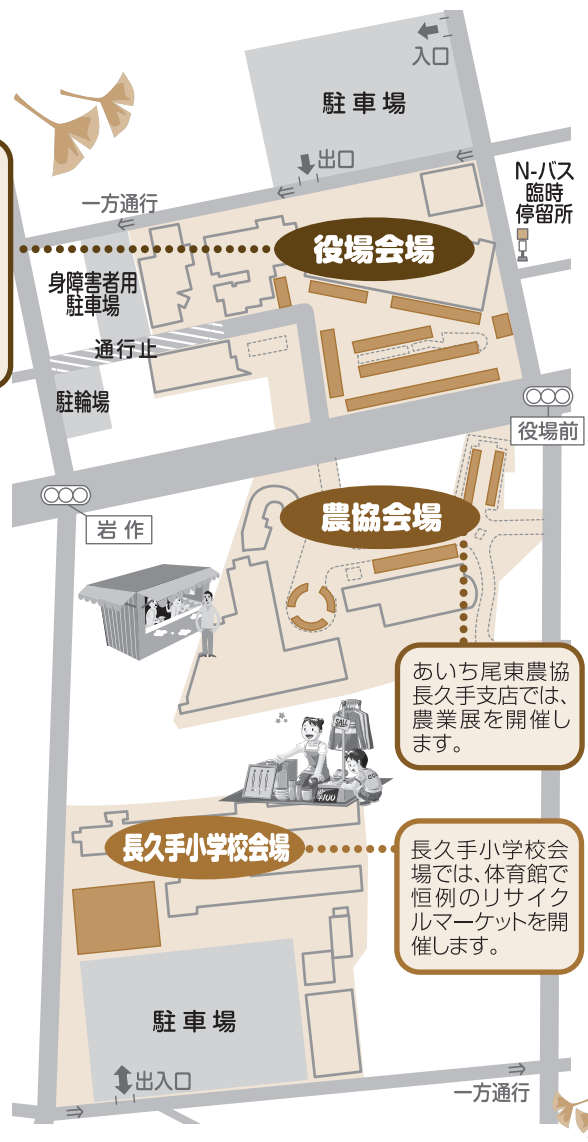 入口
駐車場
出口
N-バス
臨時
停留所
一方通行
役場会場
身障害者用
駐車場
通行止
駐輪場
役場前
岩作
農協会場
あいち尾東農協
長久手支店では、
農業展を開催し
ます。
SALE
¥100
長久手小学校会場
長久手小学校会
場では、体育館で
恒例のリサイク
ルマーケットを開
催します。
駐車場
出入口
一方通行